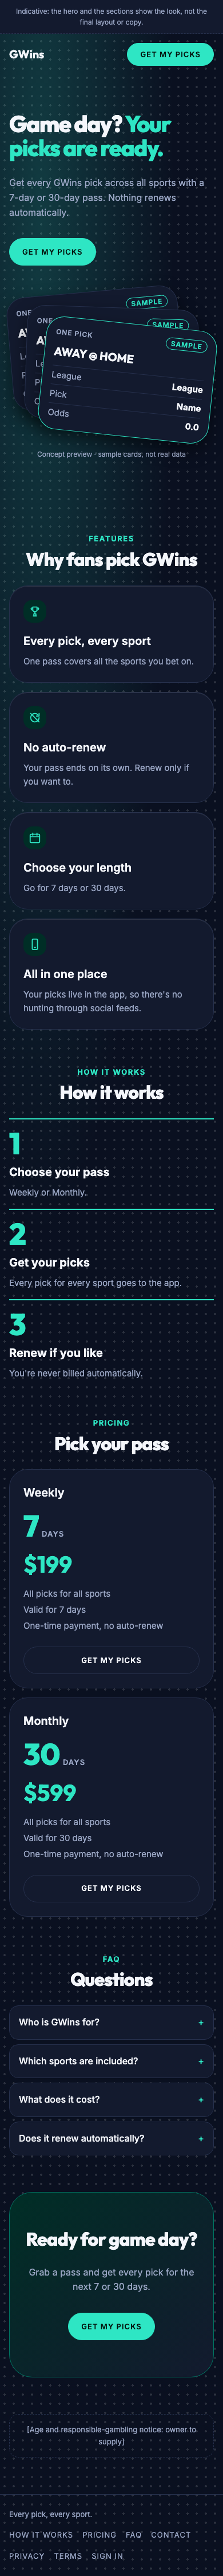 Indicative: the hero and the sections show the look, not the
final layout or copy.
GWins
GET MY PICKS
Game day? Your
picks are ready.
Get every GWins pick across all sports with a
7-day or 30-day pass. Nothing renews
automatically.
GET MY PICKS
SAMPLE
ONE
SAMPLE
ONE
SAMPLE
ONE PICK
AWAY @ HOME
League
League
Pick
Name
Odds
0.0
Concept preview · sample cards, not real data
FEATURES
Why fans pick GWins
Every pick, every sport
One pass covers all the sports you bet on.
No auto-renew
Your pass ends on its own. Renew only if
you want to.
Choose your length
Go for 7 days or 30 days.
All in one place
Your picks live in the app, so there's no
hunting through social feeds.
HOW IT WORKS
How it works
1
Choose your pass
Weekly or Monthly.
2
Get your picks
Every pick for every sport goes to the app.
3
Renew if you like
You're never billed automatically.
PRICING
Pick your pass
Weekly
7 DAYS
$199
All picks for all sports
Valid for 7 days
One-time payment, no auto-renew
GET MY PICKS
Monthly
30 DAYS
$599
All picks for all sports
Valid for 30 days
One-time payment, no auto-renew
GET MY PICKS
FAQ
Questions
Who is GWins for? +
Which sports are included? +
What does it cost? +
Does it renew automatically? +
Ready for game day?
Grab a pass and get every pick for the
next 7 or 30 days.
GET MY PICKS
[Age and responsible-gambling notice: owner to
supply]
Every pick, every sport.
HOW IT WORKS PRICING FAQ CONTACT
PRIVACY TERMS SIGN IN